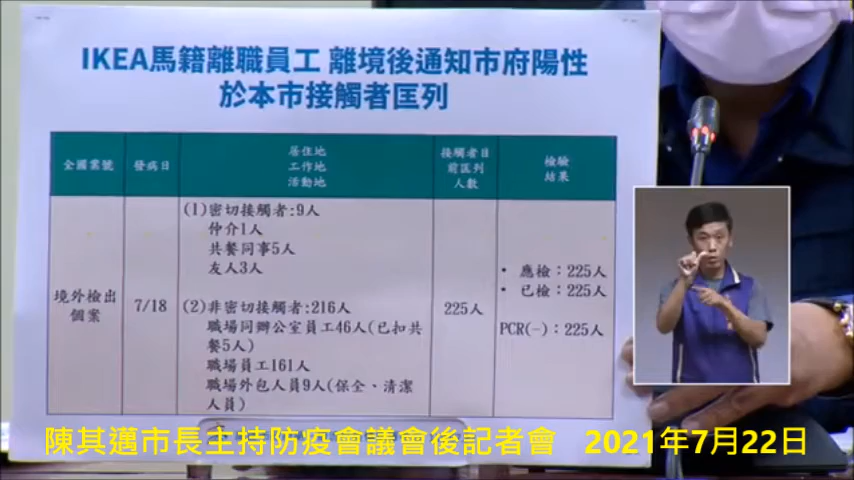 IKEA馬籍離職員工 離境後通知市府陽性
於本市接觸者匡列
全國案號
發病日
居住地
工作地
活動地
接觸者目
前匡列
人數
檢驗
結果
境外檢出
個案
7/18
(1)密切接觸者:9人
仲介1人
共餐同事5人
友人3人
(2)非密切接觸者:216人
職場同辦公室員工46人(已扣共
餐5人)
職場員工161人
職場外包人員9人(保全、清潔
人員)
225人
• 應檢：225人
• 已檢：225人
PCR(-)：225人
陳其邁市長主持防疫會議會後記者會 2021年7月22日